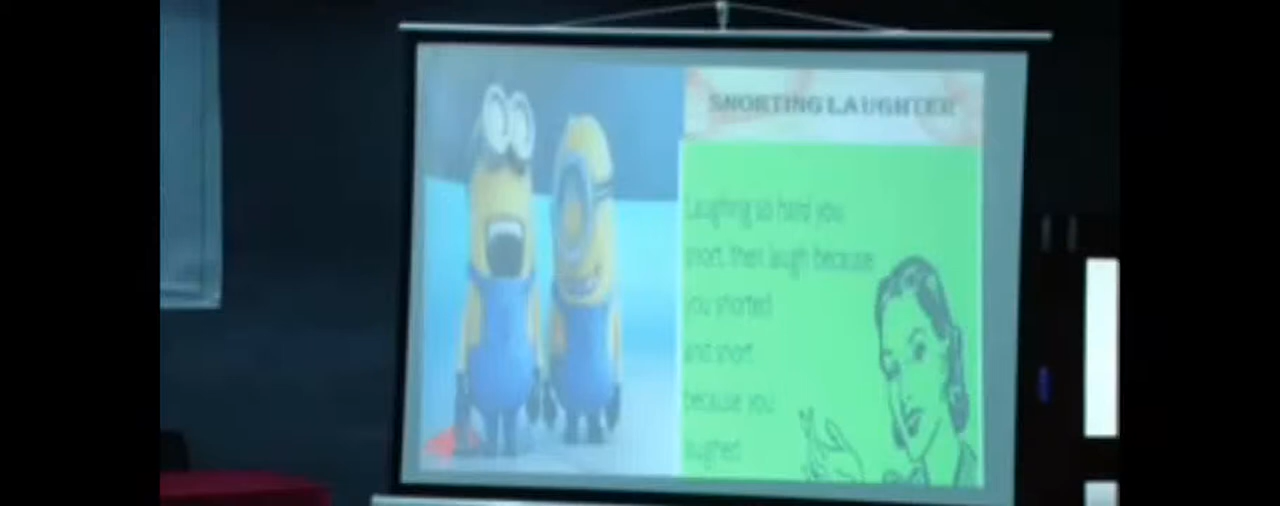 SNORTING LAUGHTER
Laughing so hard you
snort, then laugh because
you snorted
and snort
because you
laughed